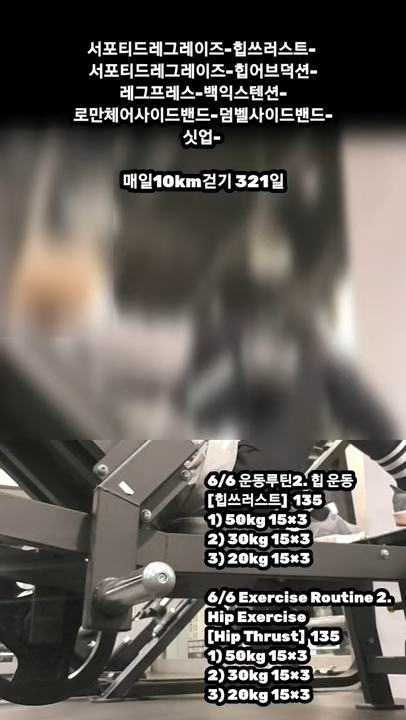 서포티드레그레이즈-힙쓰러스트-
서포티드레그레이즈-힙어브덕션-
레그프레스-백익스텐션-
로만체어사이드밴드-덤벨사이드밴드-
싯업-
매일10km걷기 321일
6/6 운동루틴2. 힙 운동
[힙쓰러스트] 135
1) 50kg 15×3
2) 30kg 15×3
3) 20kg 15×3
6/6 Exercise Routine 2.
Hip Exercise
[Hip Thrust] 135
1) 50kg 15×3
2) 30kg 15×3
3) 20kg 15×3